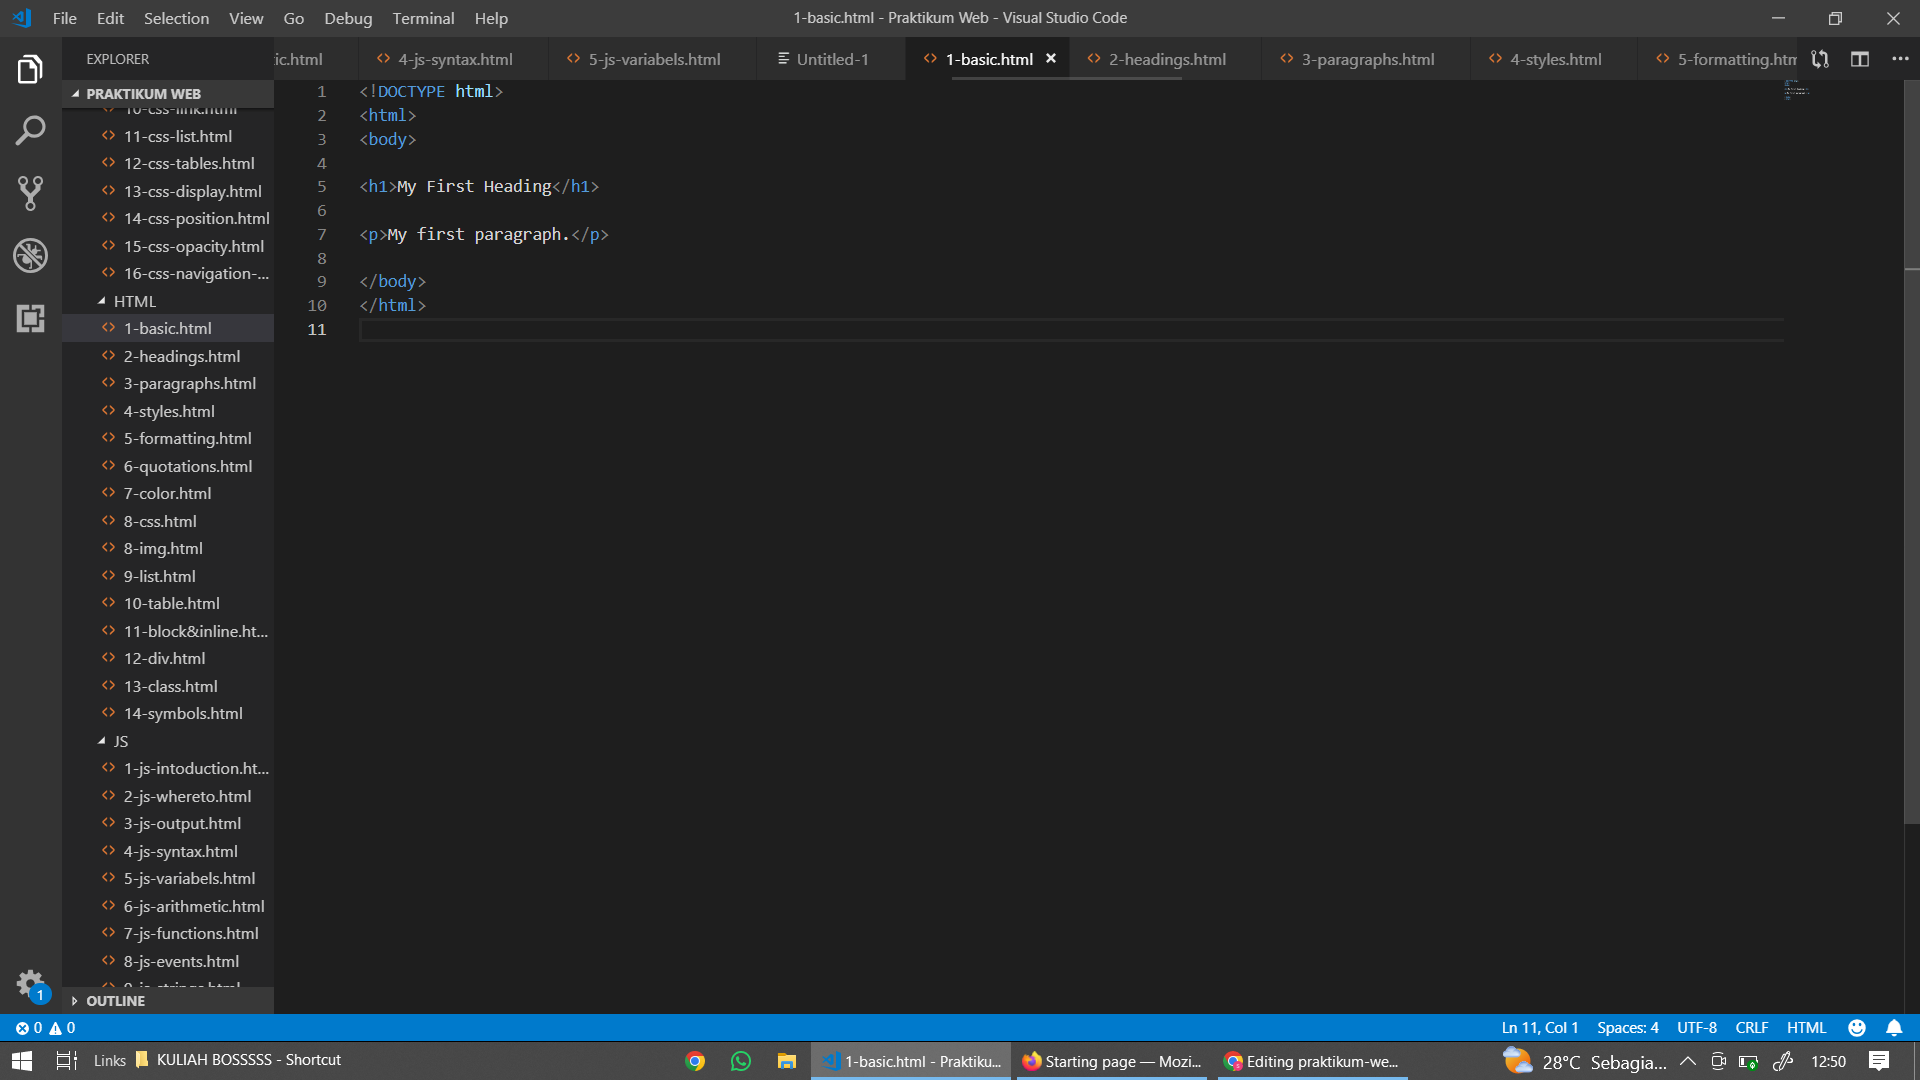 File Edit Selection View Go Debug Terminal Help
1-basic.html - Praktikum Web - Visual Studio Code
EXPLORER
ic.html
4-js-syntax.html
5-js-variabels.html
Untitled-1
1-basic.html
2-headings.html
3-paragraphs.html
4-styles.html
5-formatting.htm
PRAKTIKUM WEB
10-css-link.html
11-css-list.html
12-css-tables.html
13-css-display.html
14-css-position.html
15-css-opacity.html
16-css-navigation-...
HTML
1-basic.html
2-headings.html
3-paragraphs.html
4-styles.html
5-formatting.html
6-quotations.html
7-color.html
8-css.html
8-img.html
9-list.html
10-table.html
11-block&inline.ht...
12-div.html
13-class.html
14-symbols.html
JS
1-js-intoduction.ht...
2-js-whereto.html
3-js-output.html
4-js-syntax.html
5-js-variabels.html
6-js-arithmetic.html
7-js-functions.html
8-js-events.html
9-js-strings.html
OUTLINE
1 <!DOCTYPE html>
2 <html>
3 <body>
4
5 <h1>My First Heading</h1>
6
7 <p>My first paragraph.</p>
8
9 </body>
10 </html>
11
1
0 0
Ln 11, Col 1 Spaces: 4 UTF-8 CRLF HTML
Links KULIAH BOSSSSS - Shortcut
1-basic.html - Praktiku...
Starting page — Mozi...
Editing praktikum-we...
28°C Sebagia...
12:50